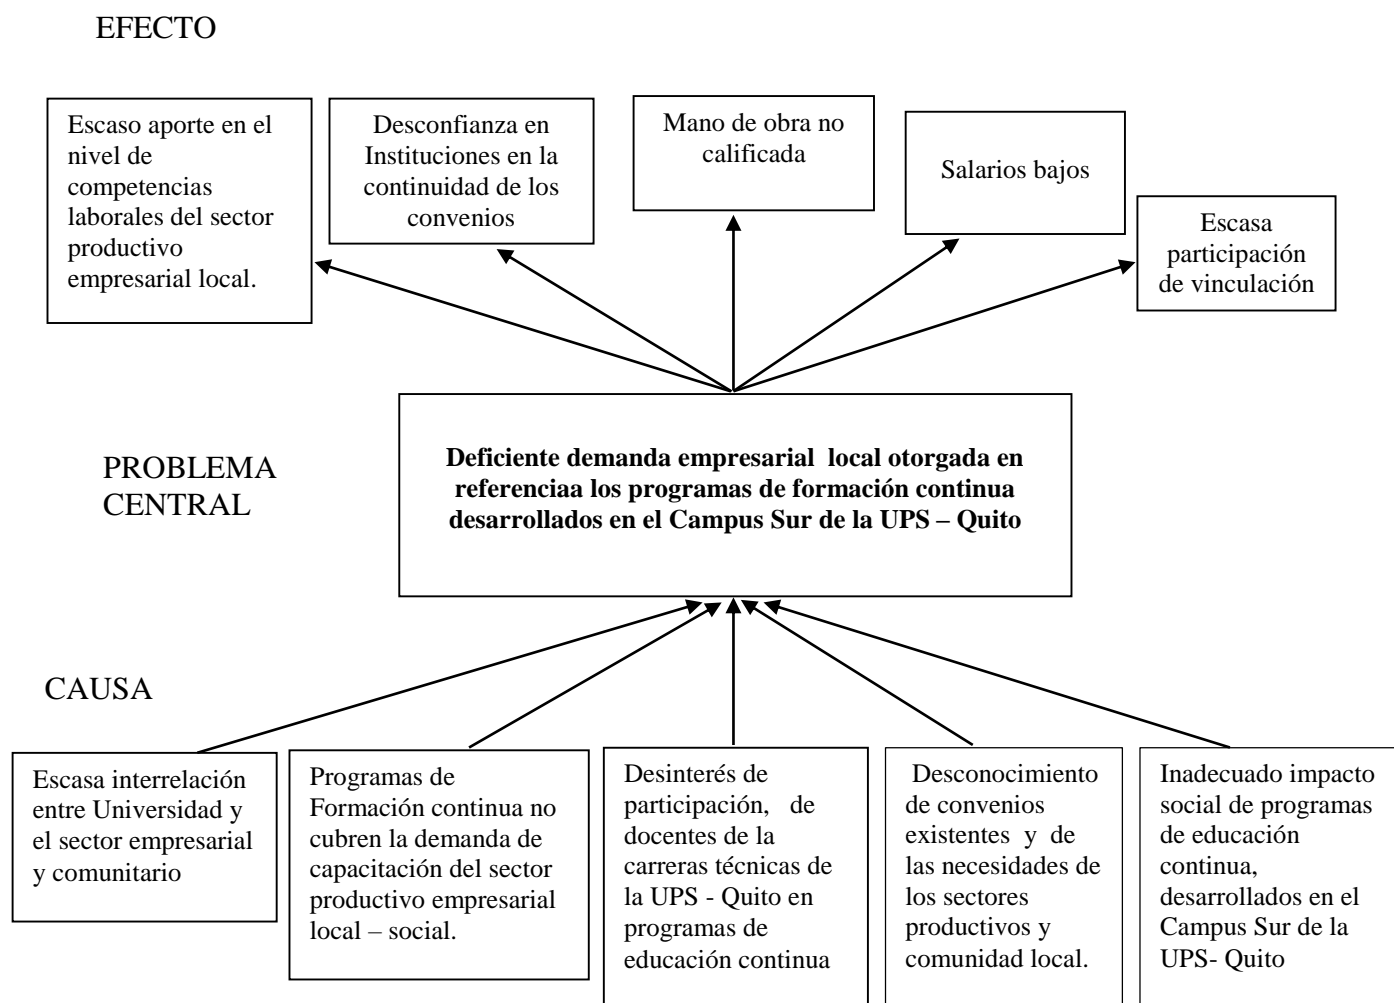 EFECTO
Escaso aporte en el
nivel de
competencias
laborales del sector
productivo
empresarial local.
Desconfianza en
Instituciones en la
continuidad de los
convenios
Mano de obra no
calificada
Salarios bajos
Escasa
participación
de vinculación
PROBLEMA
CENTRAL
Deficiente demanda empresarial local otorgada en
referenciaa los programas de formación continua
desarrollados en el Campus Sur de la UPS – Quito
CAUSA
Escasa interrelación
entre Universidad y
el sector empresarial
y comunitario
Programas de
Formación continua no
cubren la demanda de
capacitación del sector
productivo empresarial
local – social.
Desinterés de
participación, de
docentes de la
carreras técnicas de
la UPS - Quito en
programas de
educación continua
Desconocimiento
de convenios
existentes y de
las necesidades de
los sectores
productivos y
comunidad local.
Inadecuado impacto
social de programas
de educación
continua,
desarrollados en el
Campus Sur de la
UPS- Quito